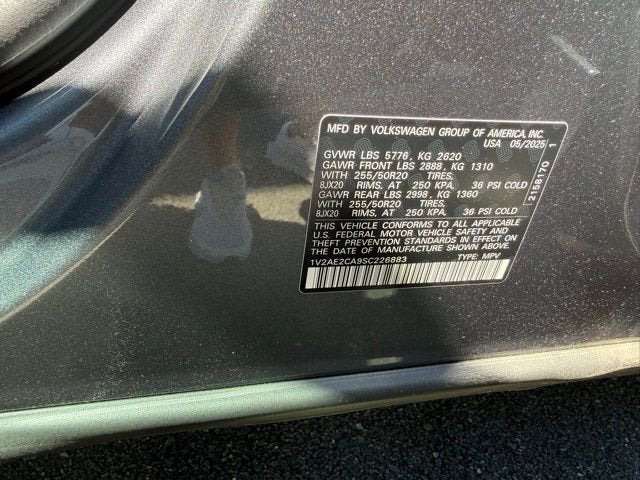 MFD BY VOLKSWAGEN GROUP OF AMERICA, INC.
USA 05/2025
GVWR LBS 5776, KG 2620
GAWR FRONT LBS 2888, KG 1310
WITH 255/50R20 TIRES,
8JX20 RIMS, AT 250 KPA, 36 PSI COLD
GAWR REAR LBS 2998, KG 1360
WITH 255/50R20 TIRES,
8JX20 RIMS, AT 250 KPA, 36 PSI COLD
THIS VEHICLE CONFORMS TO ALL APPLICABLE
U.S. FEDERAL MOTOR VEHICLE SAFETY AND
THEFT PREVENTION STANDARDS IN EFFECT ON
THE DATE OF MANUFACTURE SHOWN ABOVE.
1V2AE2CA9SC226883 TYPE: MPV
2158170 1